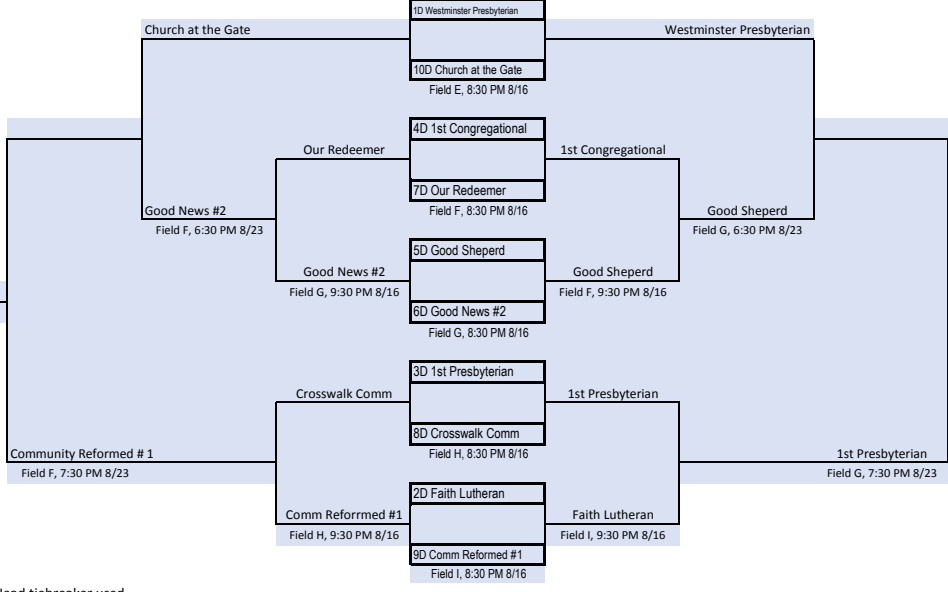 1D Westminster Presbyterian
Church at the Gate
Westminster Presbyterian
10D Church at the Gate
Field E, 8:30 PM 8/16
4D 1st Congregational
Our Redeemer
1st Congregational
7D Our Redeemer
Field F, 8:30 PM 8/16
Good News #2
Good Sheperd
Field F, 6:30 PM 8/23
Field G, 6:30 PM 8/23
5D Good Sheperd
Good News #2
Good Sheperd
Field G, 9:30 PM 8/16
Field F, 9:30 PM 8/16
6D Good News #2
Field G, 8:30 PM 8/16
3D 1st Presbyterian
Crosswalk Comm
1st Presbyterian
8D Crosswalk Comm
Field H, 8:30 PM 8/16
Community Reformed # 1
1st Presbyterian
Field F, 7:30 PM 8/23
Field G, 7:30 PM 8/23
2D Faith Lutheran
Comm Reforrmed #1
Faith Lutheran
Field H, 9:30 PM 8/16
Field I, 9:30 PM 8/16
9D Comm Reformed #1
Field I, 8:30 PM 8/16
tiebreaker used